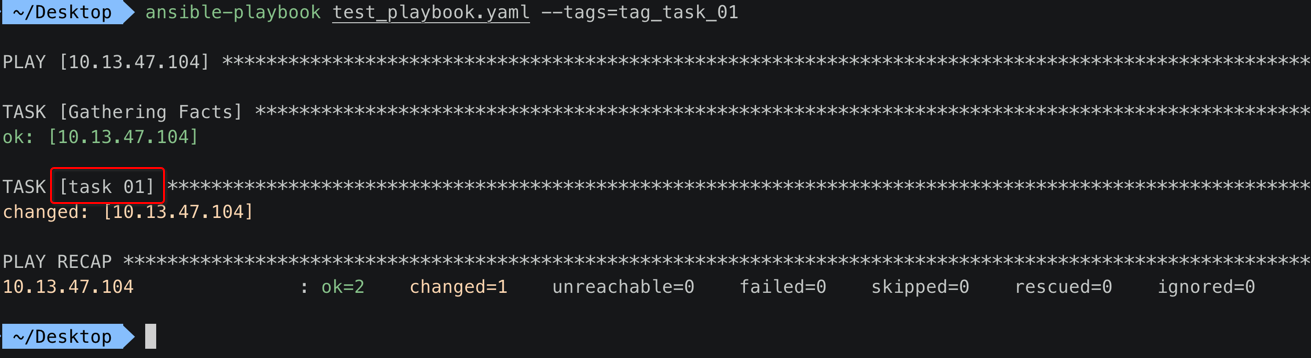 ~/Desktop ansible-playbook test_playbook.yaml --tags=tag_task_01
PLAY [10.13.47.104] ***************************************************************************************************
TASK [Gathering Facts] ************************************************************************************************
ok: [10.13.47.104]
TASK [task 01] ********************************************************************************************************
changed: [10.13.47.104]
PLAY RECAP ************************************************************************************************************
10.13.47.104 : ok=2 changed=1 unreachable=0 failed=0 skipped=0 rescued=0 ignored=0
~/Desktop